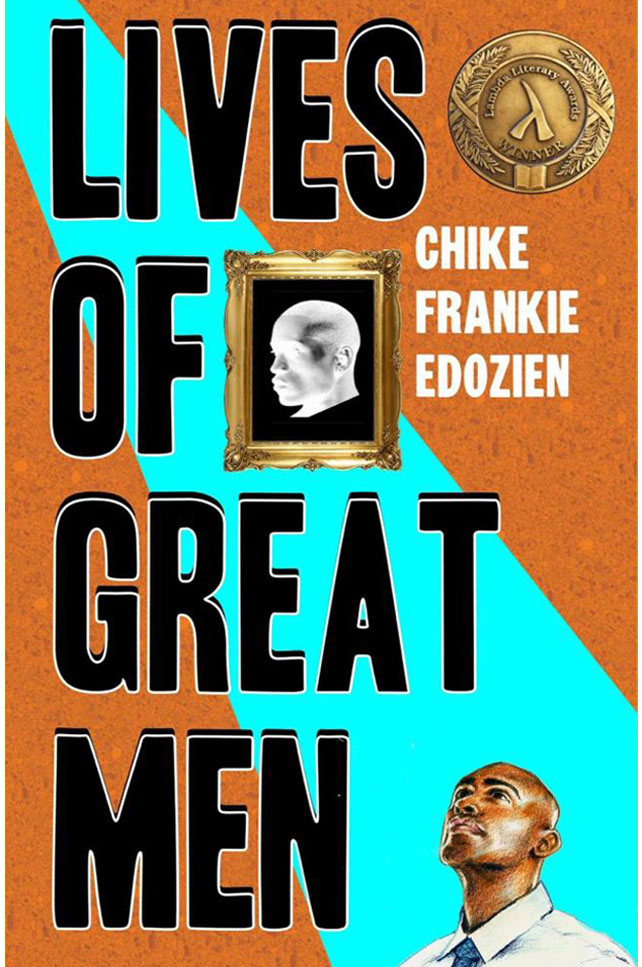 LIVES
OF
GREAT
MEN
CHIKE
FRANKIE
EDOZIEN
Lambda Literary Awards
WINNER